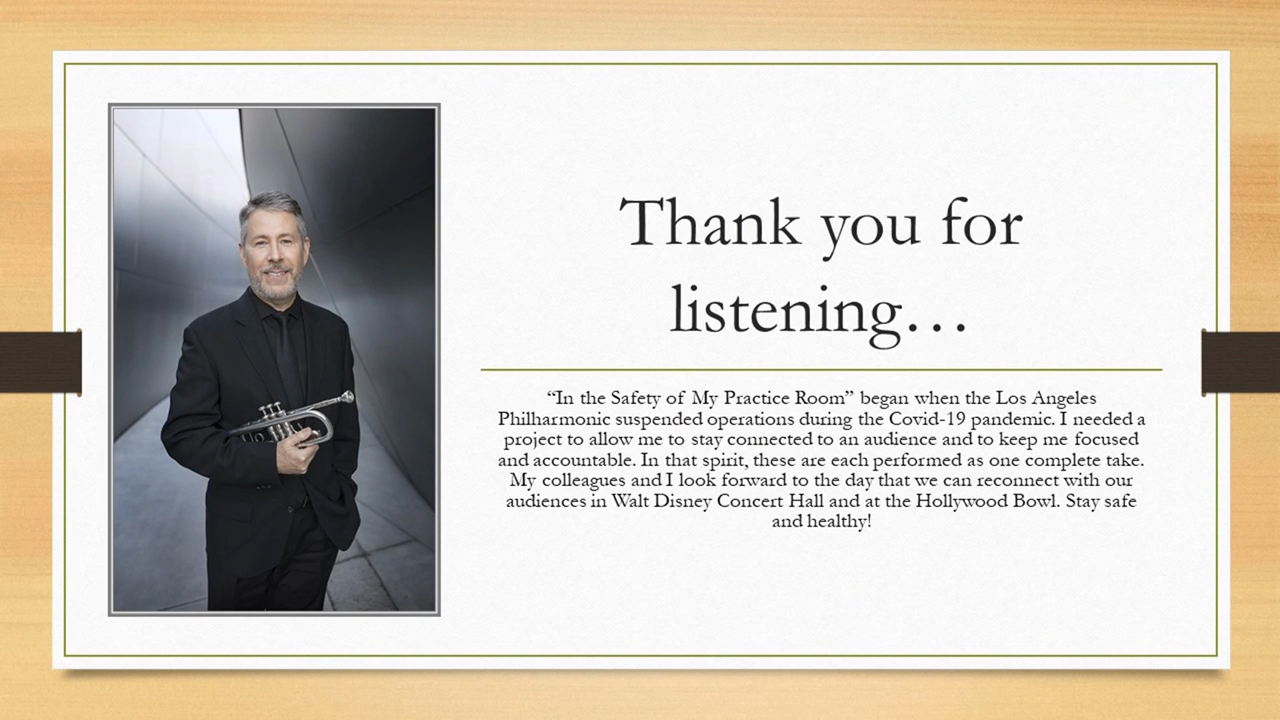 Thank you for
listening…
“In the Safety of My Practice Room” began when the Los Angeles
Philharmonic suspended operations during the Covid-19 pandemic. I needed a
project to allow me to stay connected to an audience and to keep me focused
and accountable. In that spirit, these are each performed as one complete take.
My colleagues and I look forward to the day that we can reconnect with our
audiences in Walt Disney Concert Hall and at the Hollywood Bowl. Stay safe
and healthy!